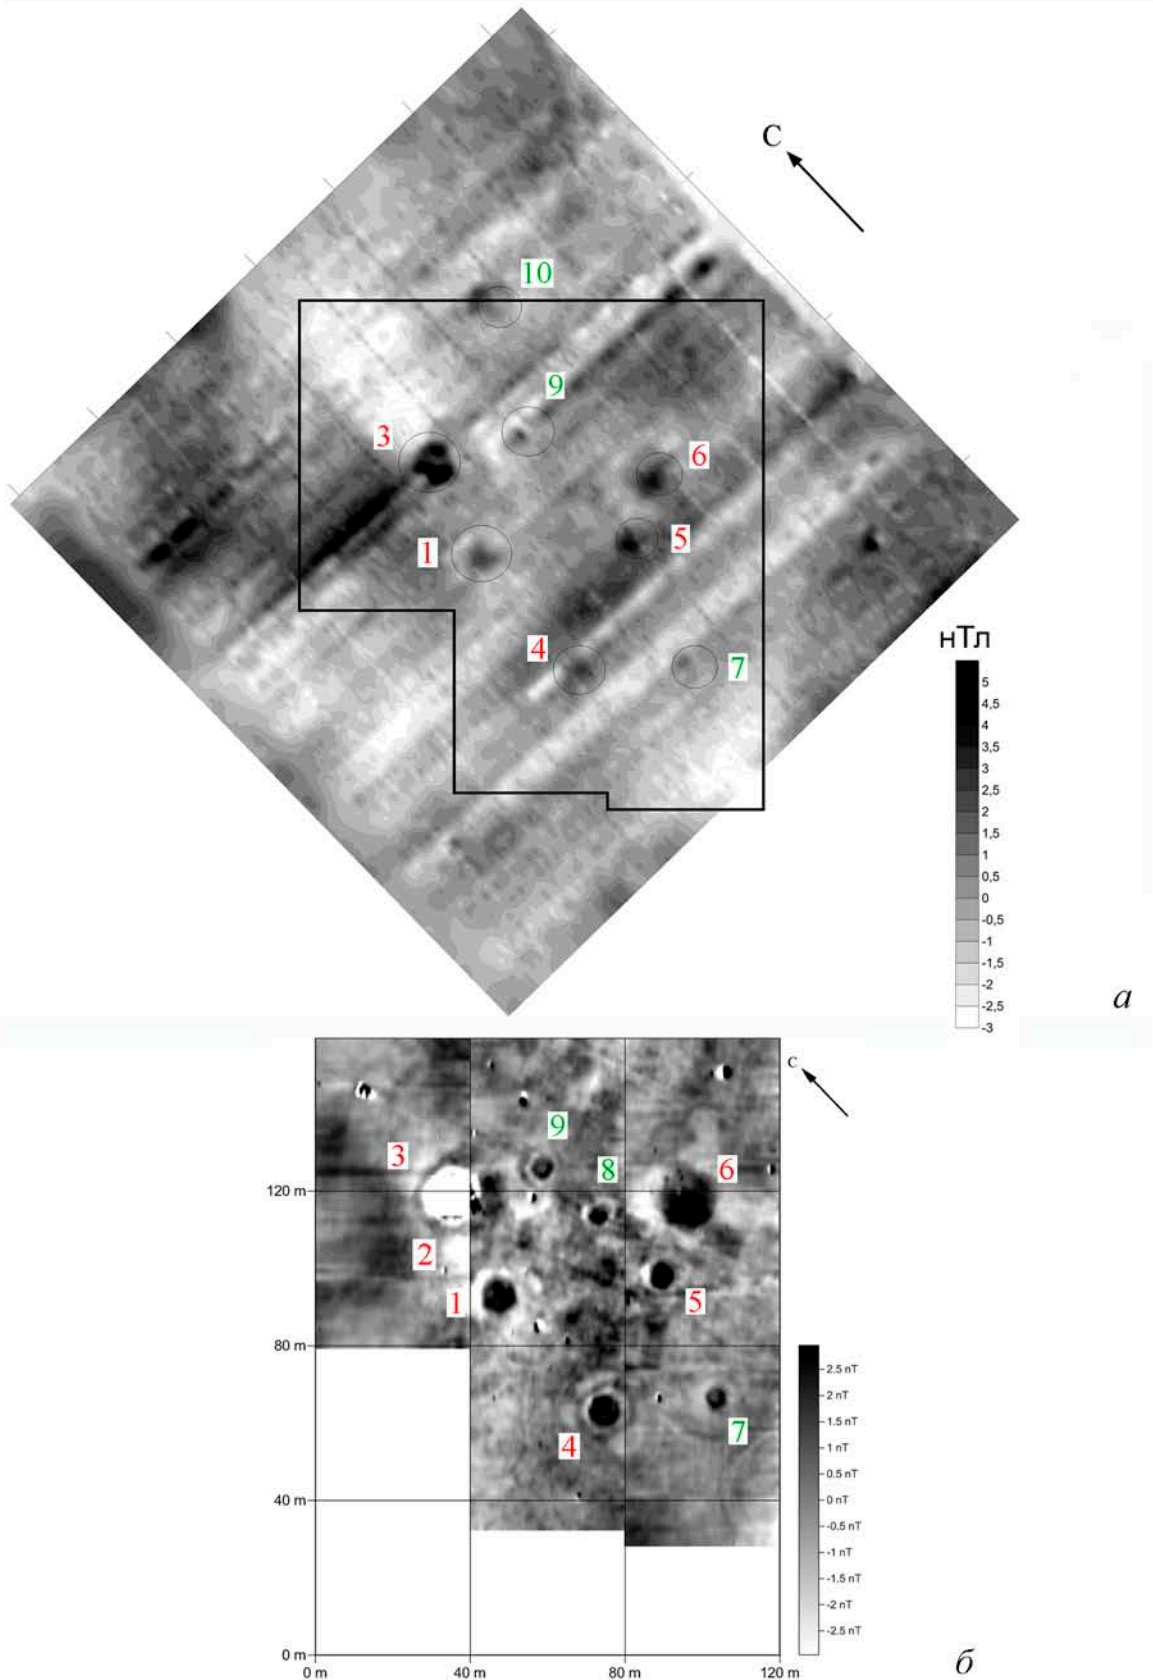 С
10
9
3
6
1
5
4
7
нТл
5
4,5
4
3,5
3
2,5
2
1,5
1
0,5
0
-0,5
-1
-1,5
-2
-2,5
-3
а
с
9
3
8
6
120 m
2
1
5
80 m
2.5 nT
2 nT
1.5 nT
1 nT
0.5 nT
0 nT
-0.5 nT
-1 nT
-1.5 nT
-2 nT
-2.5 nT
7
4
40 m
0 m
0 m
40 m
80 m
120 m
б